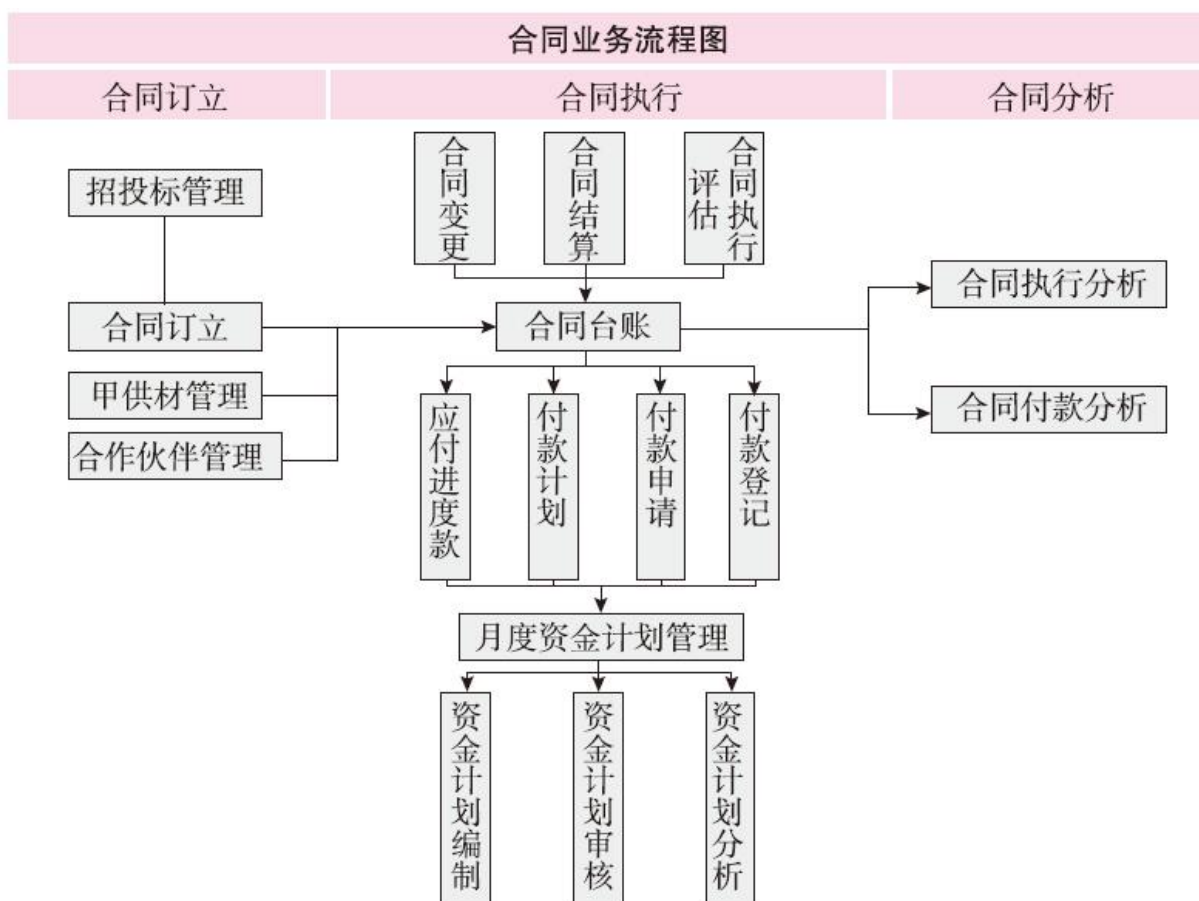 合同业务流程图
合同订立
合同执行
合同分析
合同变更
合同结算
合同执行
评估
招投标管理
合同订立
甲供材管理
合作伙伴管理
合同台账
合同执行分析
合同付款分析
应付进度款
付款计划
付款申请
付款登记
月度资金计划管理
资金计划编制
资金计划审核
资金计划分析